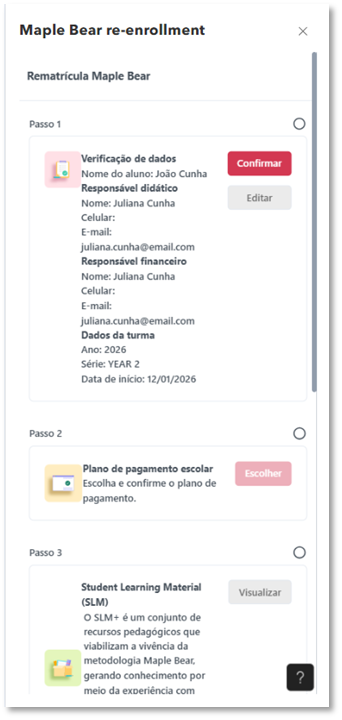 Maple Bear re-enrollment
Rematrícula Maple Bear
Passo 1
Verificação de dados
Nome do aluno: João Cunha
Responsável didático
Nome: Juliana Cunha
Celular:
E-mail:
juliana.cunha@email.com
Responsável financeiro
Nome: Juliana Cunha
Celular:
E-mail:
juliana.cunha@email.com
Dados da turma
Ano: 2026
Série: YEAR 2
Data de início: 12/01/2026
Confirmar
Editar
Passo 2
Plano de pagamento escolar
Escolha e confirme o plano de
pagamento.
Escolher
Passo 3
Student Learning Material
(SLM)
O SLM+ é um conjunto de
recursos pedagógicos que
viabilizam a vivência da
metodologia Maple Bear,
gerando conhecimento por
meio da experiência com
Visualizar
?